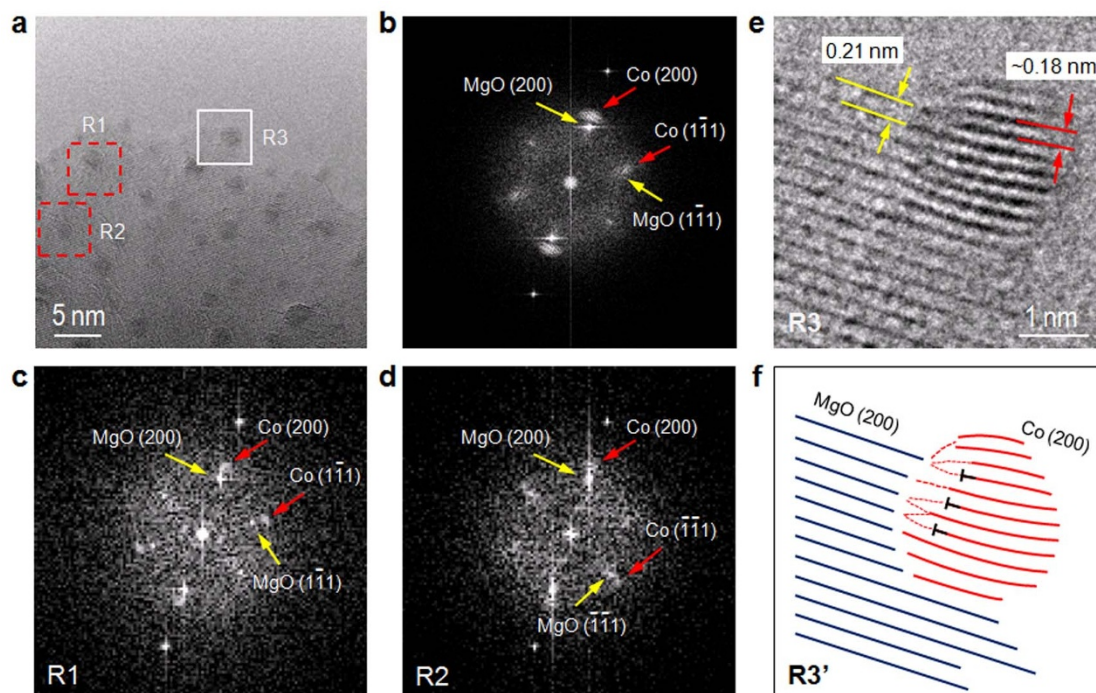 a
R1
R2
R3
5 nm
b
MgO (200)
Co (200)
Co (11̄1)
MgO (11̄1)
e
0.21 nm
~0.18 nm
R3
1 nm
c
MgO (200)
Co (200)
Co (11̄1)
MgO (11̄1)
R1
d
MgO (200)
Co (200)
Co (1̄1̄1)
MgO (1̄1̄1)
R2
f
MgO (200)
Co (200)
R3’